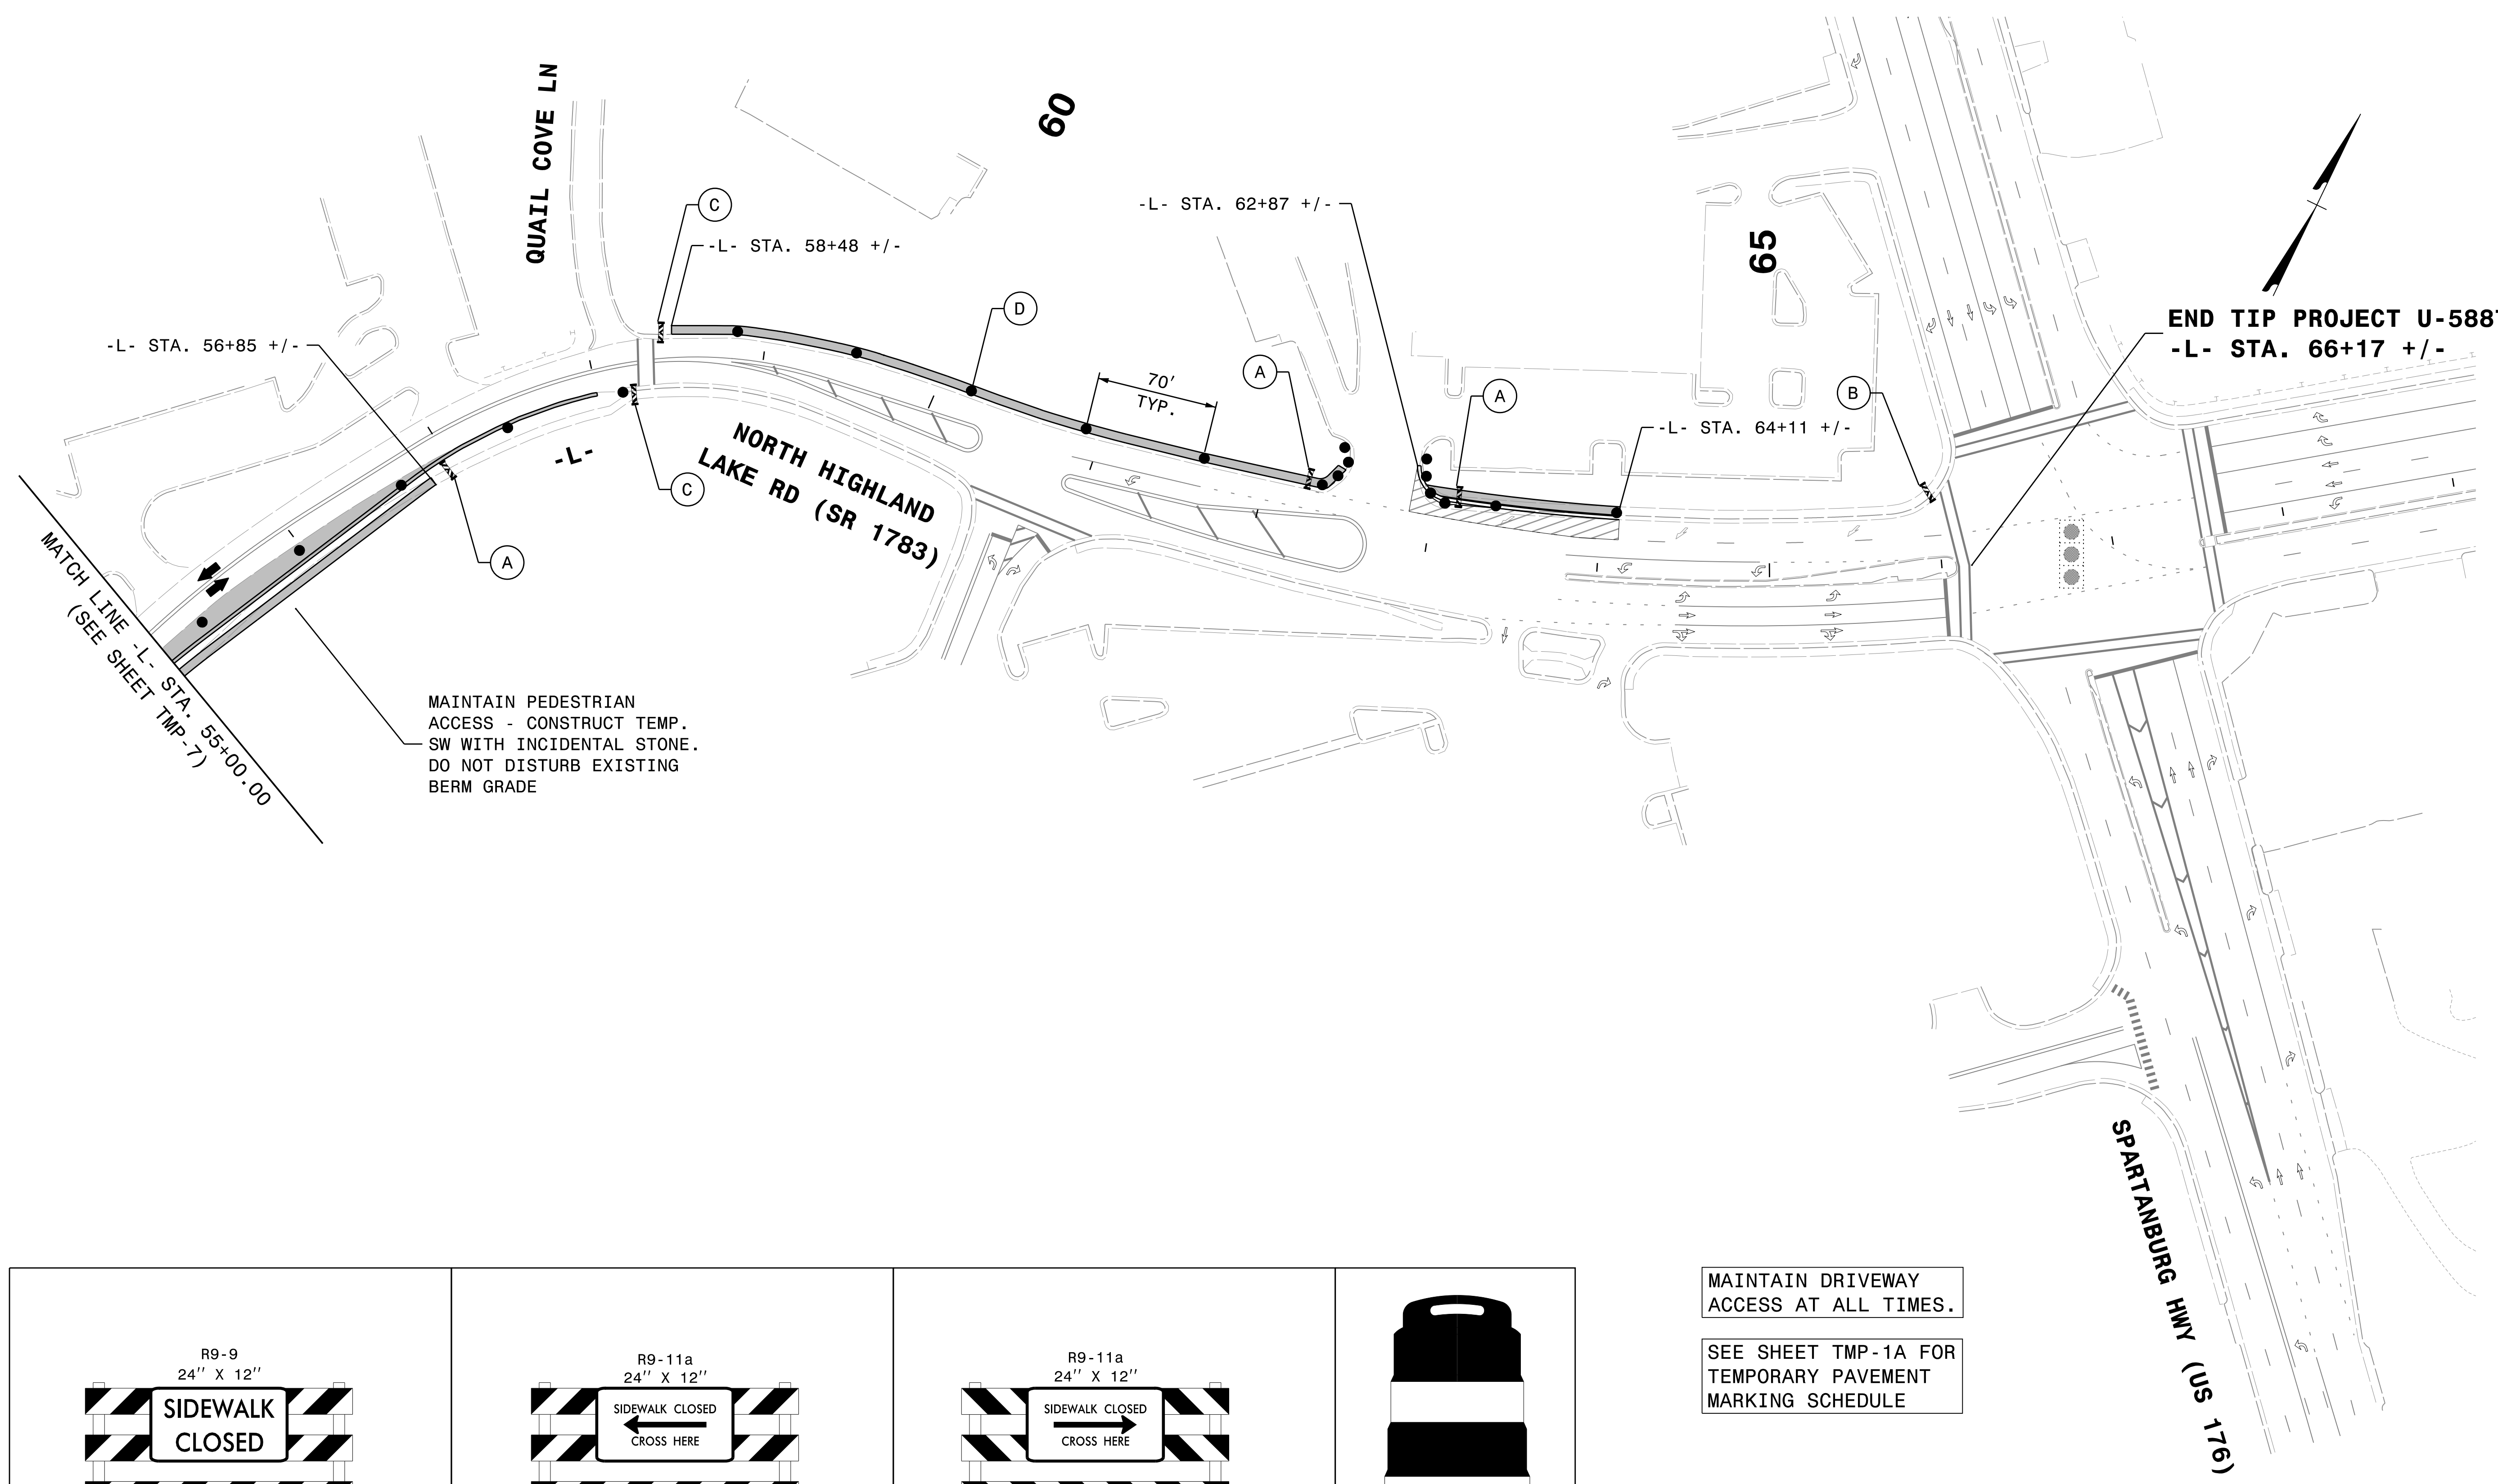 QUAIL COVE LN
60
C
-L- STA. 58+48 +/-
-L- STA. 62+87 +/-
65
D
END TIP PROJECT U-588
-L- STA. 66+17 +/-
-L- STA. 56+85 +/-
A
70'
TYP.
A
B
-L- STA. 64+11 +/-
-L-
NORTH HIGHLAND
LAKE RD (SR 1783)
C
A
MATCH LINE -L- STA. 55+00.00
(SEE SHEET TMP-7)
MAINTAIN PEDESTRIAN
ACCESS - CONSTRUCT TEMP.
SW WITH INCIDENTAL STONE.
DO NOT DISTURB EXISTING
BERM GRADE
SPARTANBURG HWY (US 176)
R9-9
24'' X 12''
SIDEWALK
CLOSED
R9-11a
24'' X 12''
SIDEWALK CLOSED
CROSS HERE
R9-11a
24'' X 12''
SIDEWALK CLOSED
CROSS HERE
MAINTAIN DRIVEWAY
ACCESS AT ALL TIMES.
SEE SHEET TMP-1A FOR
TEMPORARY PAVEMENT
MARKING SCHEDULE